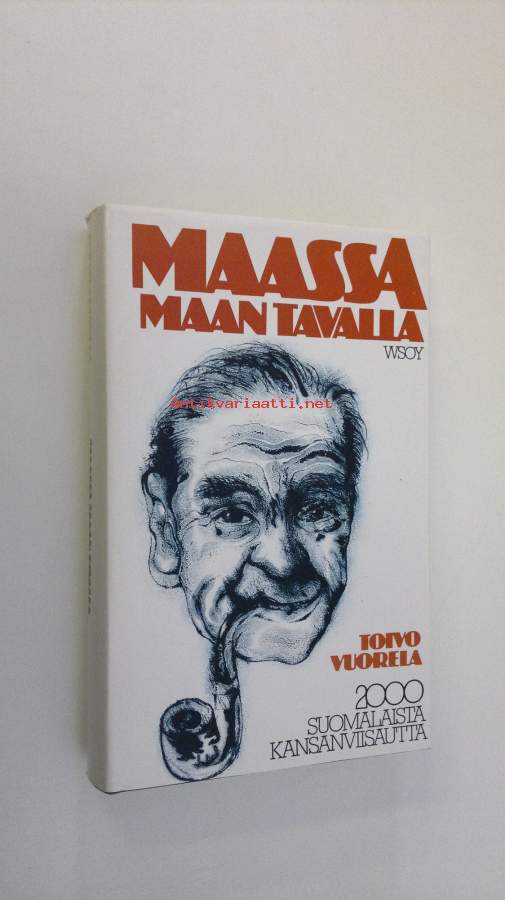 MAASSA
MAAN TAVALLA
WSOY
Antikvariaatti.net
TOIVO
VUORELA
2000
SUOMALAISTA
KANSANVIISAUTTA